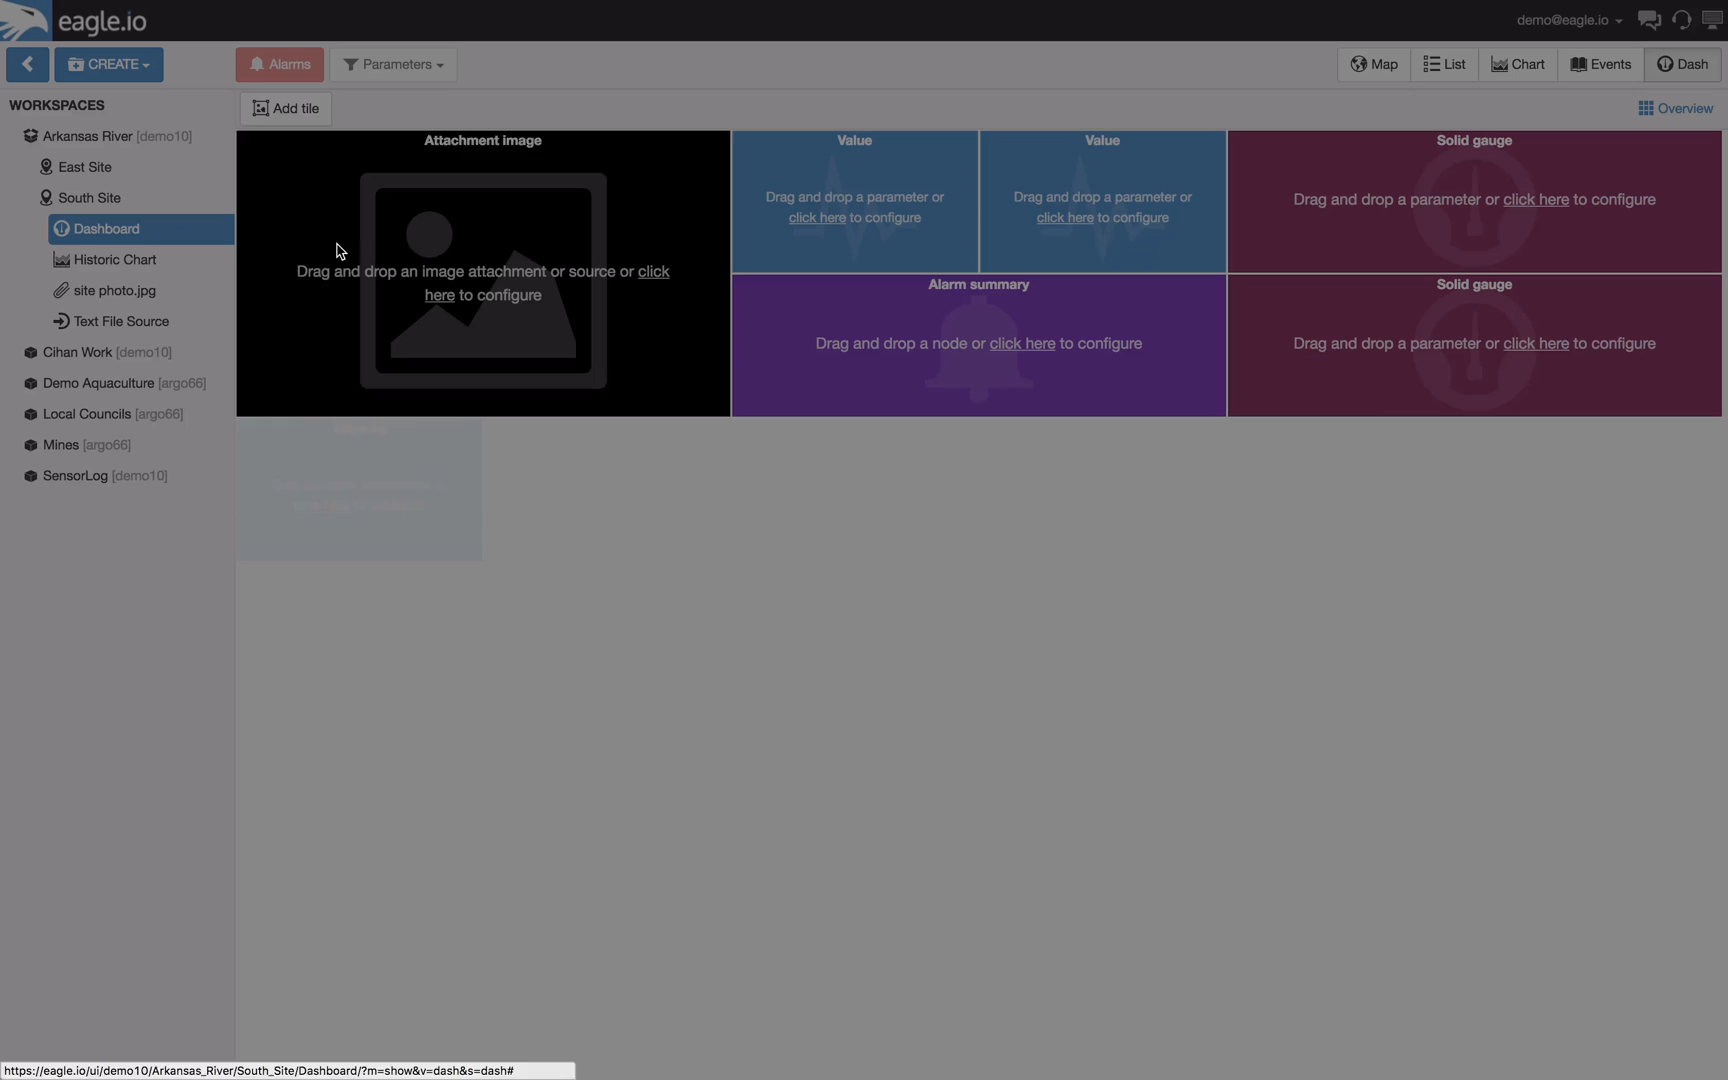 eagle.io
demo@eagle.io
CREATE
Alarms
Parameters
Map
List
Chart
Events
Dash
WORKSPACES
Add tile
Overview
Arkansas River [demo10]
East Site
South Site
Dashboard
Historic Chart
site photo.jpg
Text File Source
Cihan Work [demo10]
Demo Aquaculture [argo66]
Local Councils [argo66]
Mines [argo66]
SensorLog [demo10]
Attachment image
Drag and drop an image attachment or source or click
here to configure
Value
Drag and drop a parameter or
click here to configure
Value
Drag and drop a parameter or
click here to configure
Solid gauge
Drag and drop a parameter or click here to configure
Alarm summary
Drag and drop a node or click here to configure
Solid gauge
Drag and drop a parameter or click here to configure
https://eagle.io/ui/demo10/Arkansas_River/South_Site/Dashboard/?m=show&v=dash&s=dash#